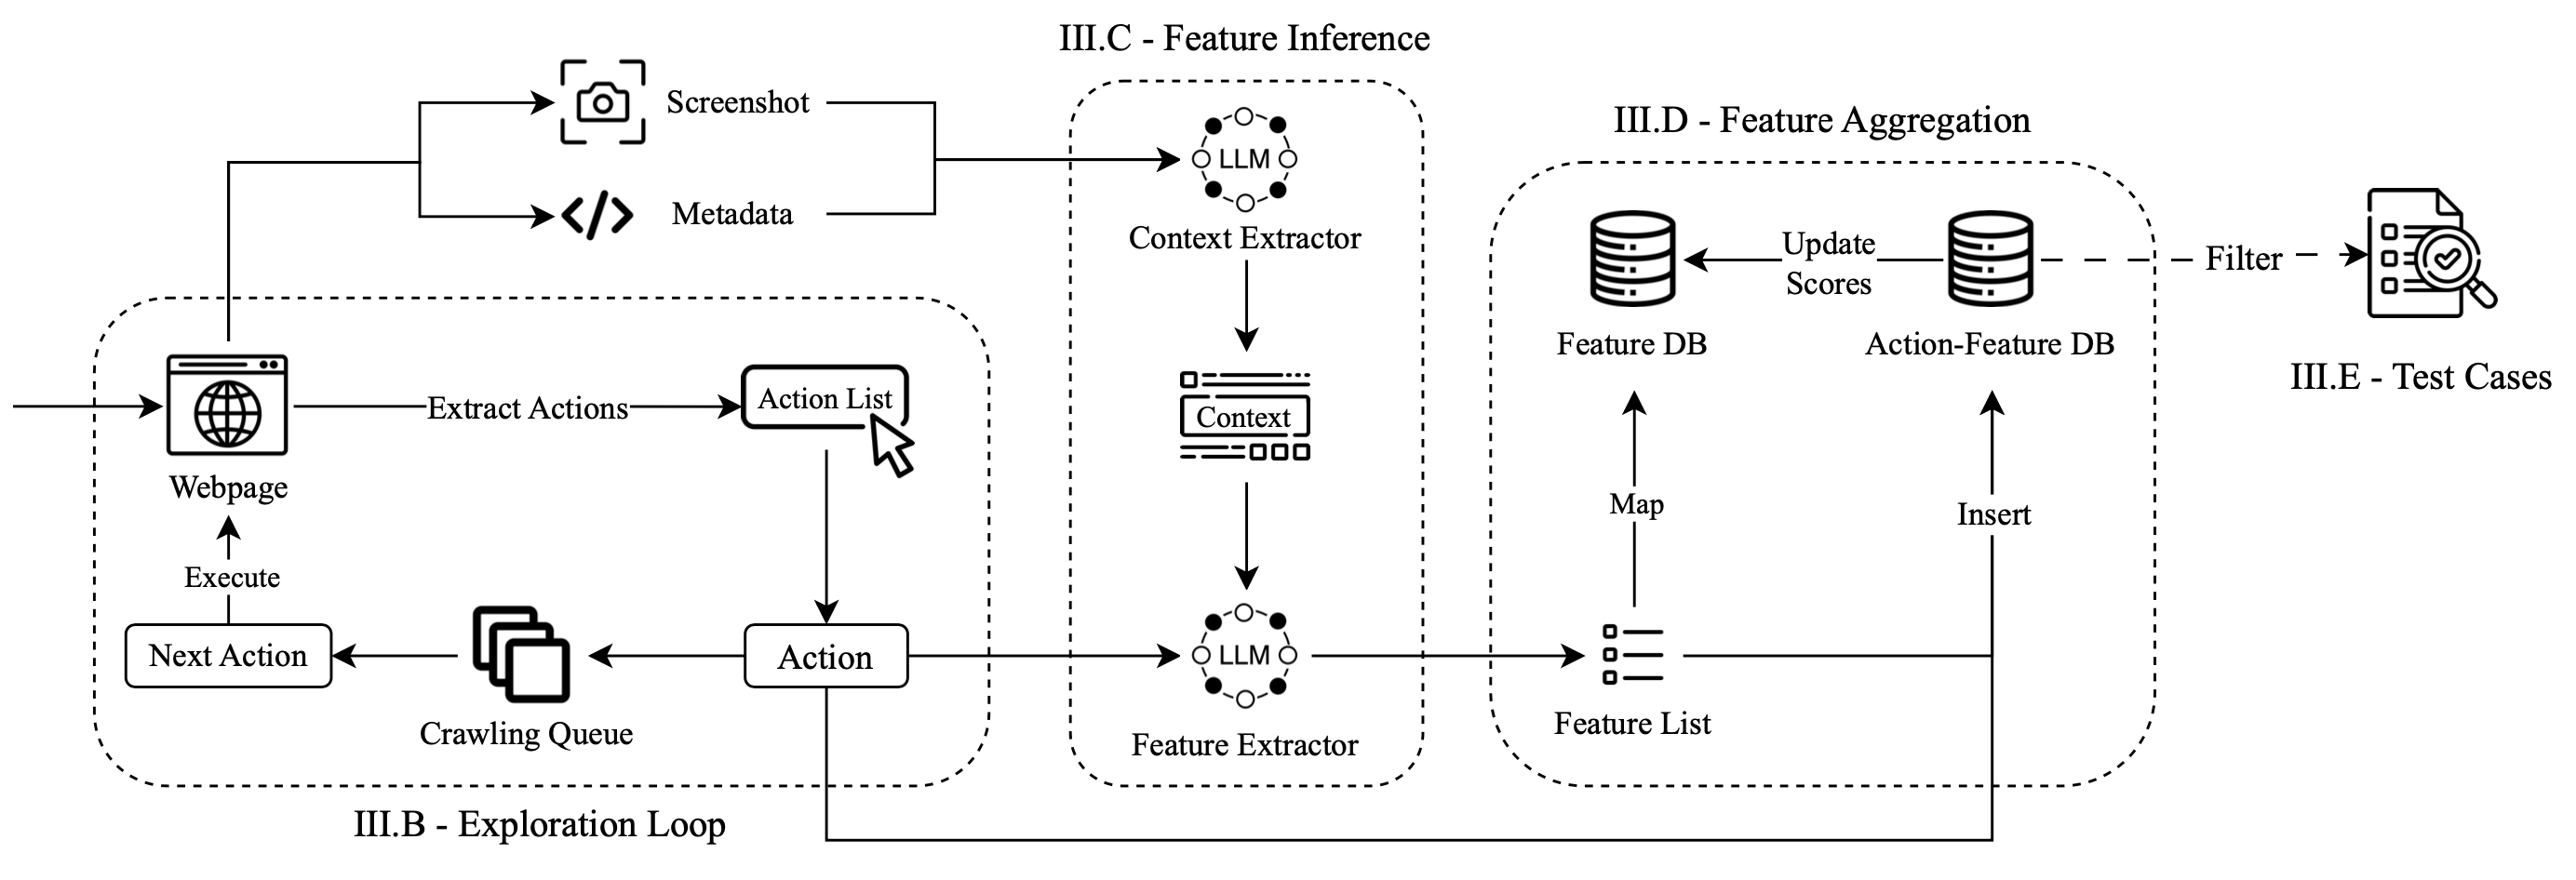 III.C - Feature Inference
Screenshot
Metadata
LLM
Context Extractor
Context
LLM
Feature Extractor
III.D - Feature Aggregation
Update
Scores
Feature DB
Action-Feature DB
Map
Insert
Feature List
Filter
III.E - Test Cases
Webpage
Extract Actions
Action List
Execute
Next Action
Crawling Queue
Action
III.B - Exploration Loop